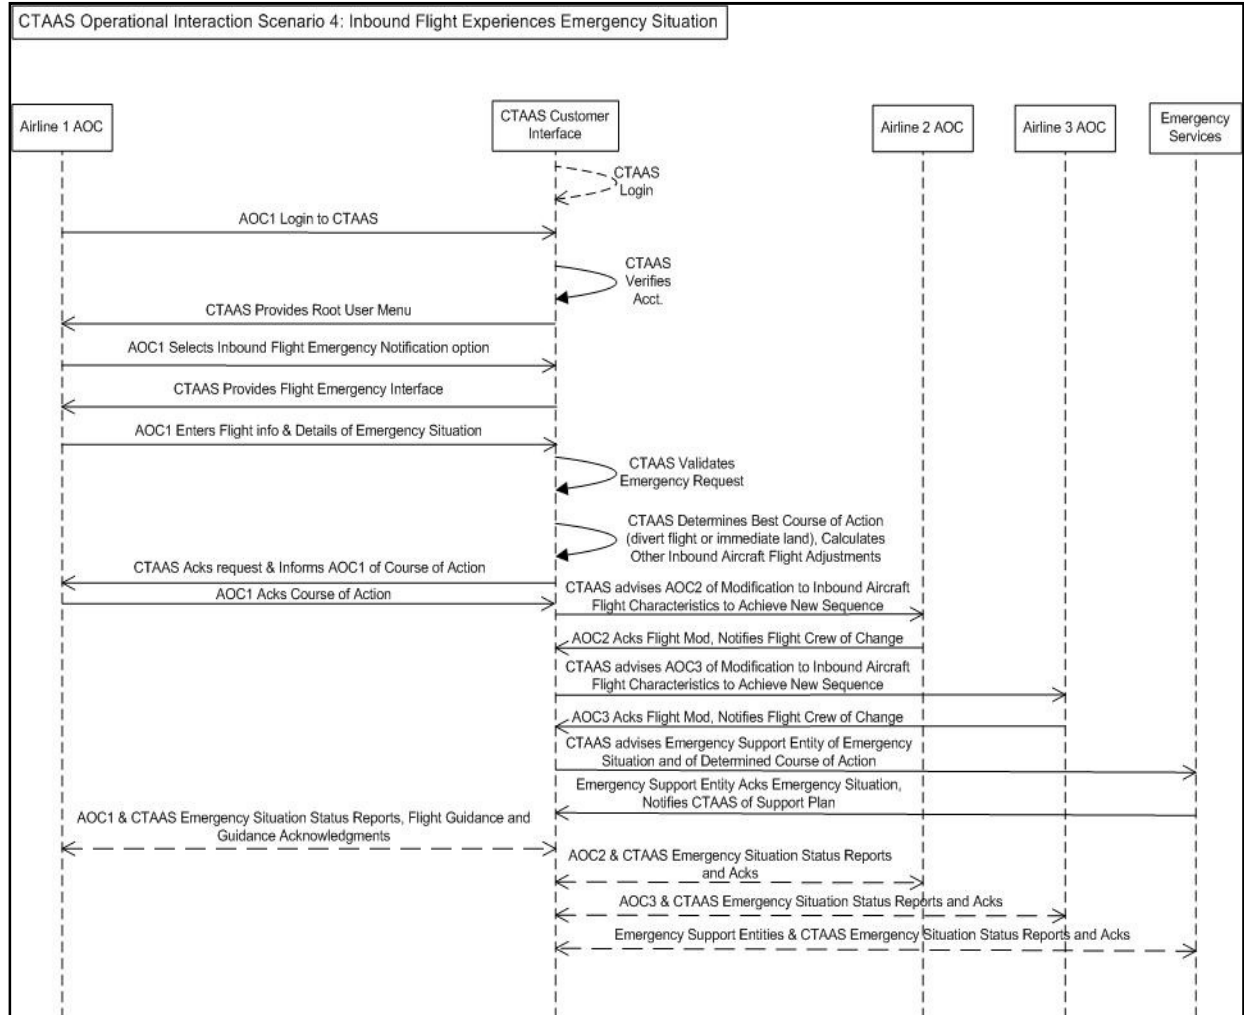 CTAAS Operational Interaction Scenario 4: Inbound Flight Experiences Emergency Situation
Airline 1 AOC
CTAAS Customer
Interface
Airline 2 AOC
Airline 3 AOC
Emergency
Services
CTAAS
Login
AOC1 Login to CTAAS
CTAAS
Verifies
Acct.
CTAAS Provides Root User Menu
AOC1 Selects Inbound Flight Emergency Notification option
CTAAS Provides Flight Emergency Interface
AOC1 Enters Flight info & Details of Emergency Situation
CTAAS Validates
Emergency Request
CTAAS Determines Best Course of Action
(divert flight or immediate land), Calculates
Other Inbound Aircraft Flight Adjustments
CTAAS Acks request & Informs AOC1 of Course of Action
AOC1 Acks Course of Action
CTAAS advises AOC2 of Modification to Inbound Aircraft
Flight Characteristics to Achieve New Sequence
AOC2 Acks Flight Mod, Notifies Flight Crew of Change
CTAAS advises AOC3 of Modification to Inbound Aircraft
Flight Characteristics to Achieve New Sequence
AOC3 Acks Flight Mod, Notifies Flight Crew of Change
CTAAS advises Emergency Support Entity of Emergency
Situation and of Determined Course of Action
Emergency Support Entity Acks Emergency Situation,
Notifies CTAAS of Support Plan
AOC1 & CTAAS Emergency Situation Status Reports, Flight Guidance and
Guidance Acknowledgments
AOC2 & CTAAS Emergency Situation Status Reports
and Acks
AOC3 & CTAAS Emergency Situation Status Reports and Acks
Emergency Support Entities & CTAAS Emergency Situation Status Reports and Acks